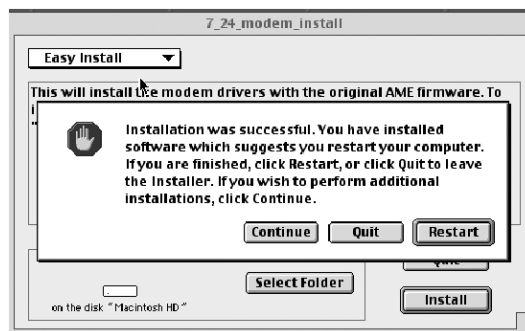 7_24_modem_install
Easy Install
This will install the modem drivers with the original AME firmware. To
Installation was successful. You have installed
software which suggests you restart your computer.
If you are finished, click Restart, or click Quit to leave
the Installer. If you wish to perform additional
installations, click Continue.
Continue
Quit
Restart
Select Folder
on the disk "Macintosh HD"
Install